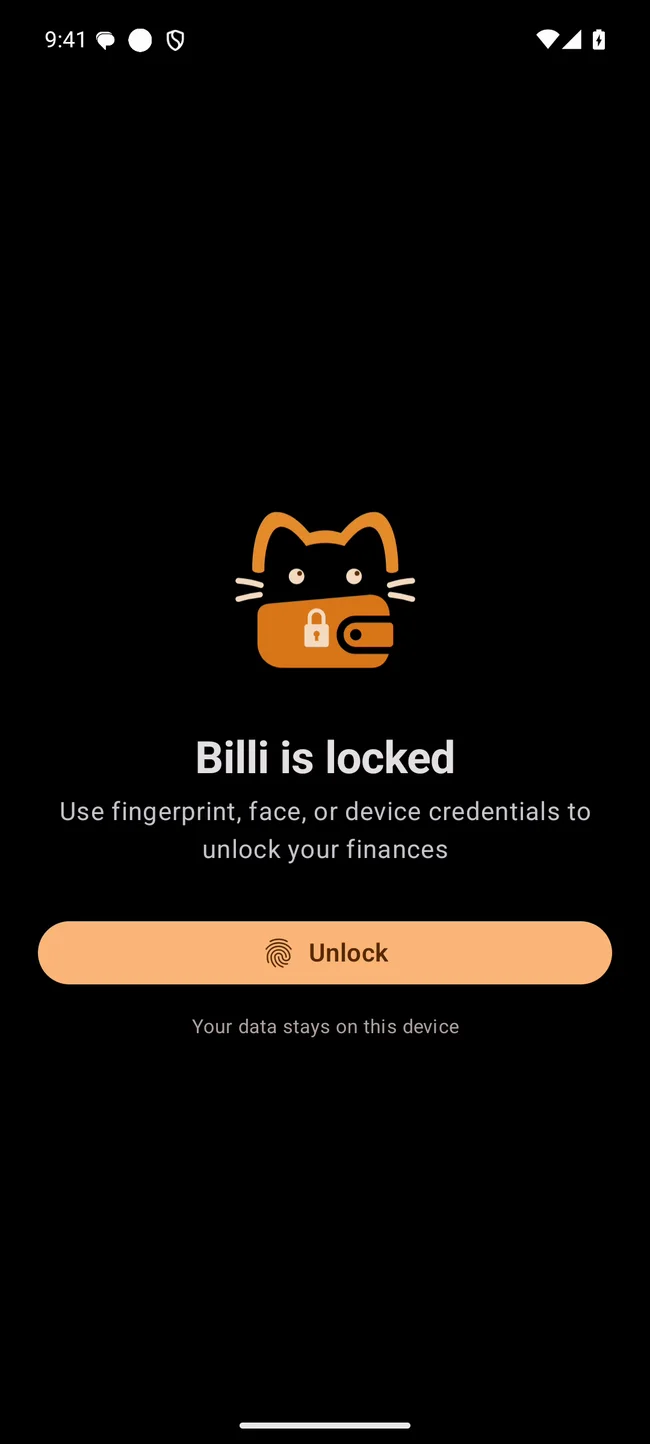 9:41
Billi is locked
Use fingerprint, face, or device credentials to
unlock your finances
Unlock
Your data stays on this device